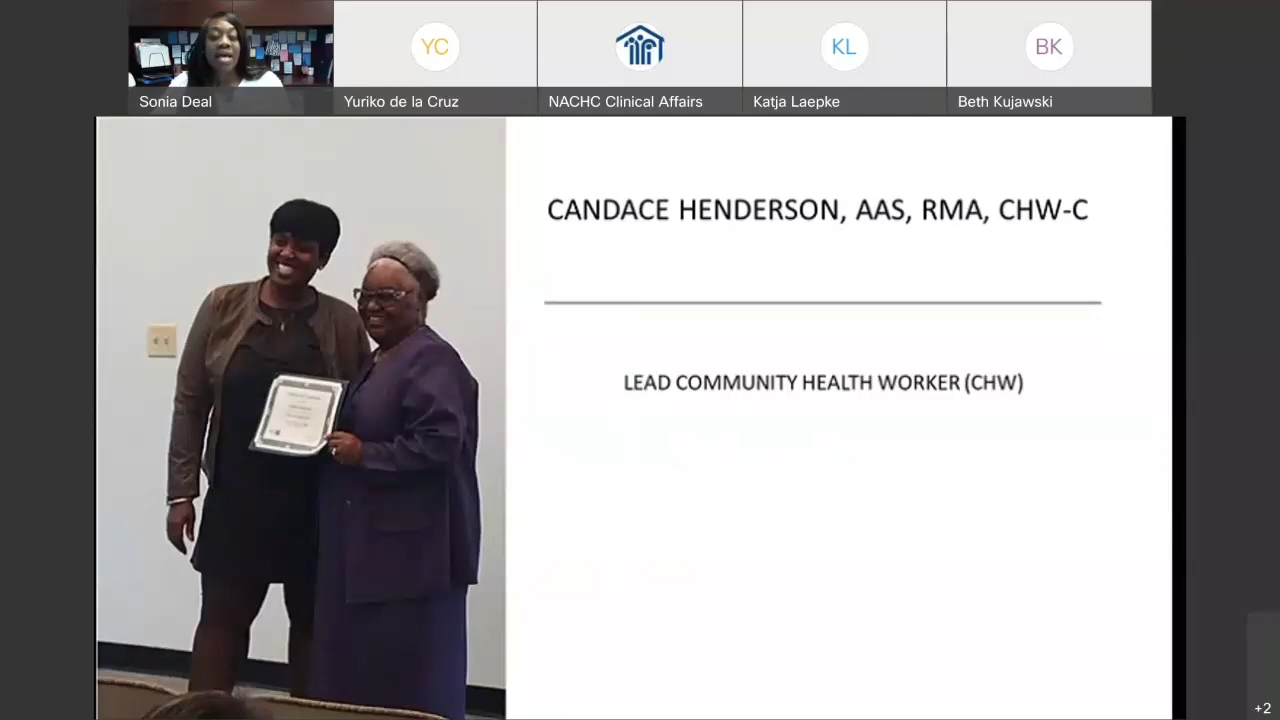 YC
KL
BK
Sonia Deal
Yuriko de la Cruz
NACHC Clinical Affairs
Katja Laepke
Beth Kujawski
CANDACE HENDERSON, AAS, RMA, CHW-C
LEAD COMMUNITY HEALTH WORKER (CHW)
+2